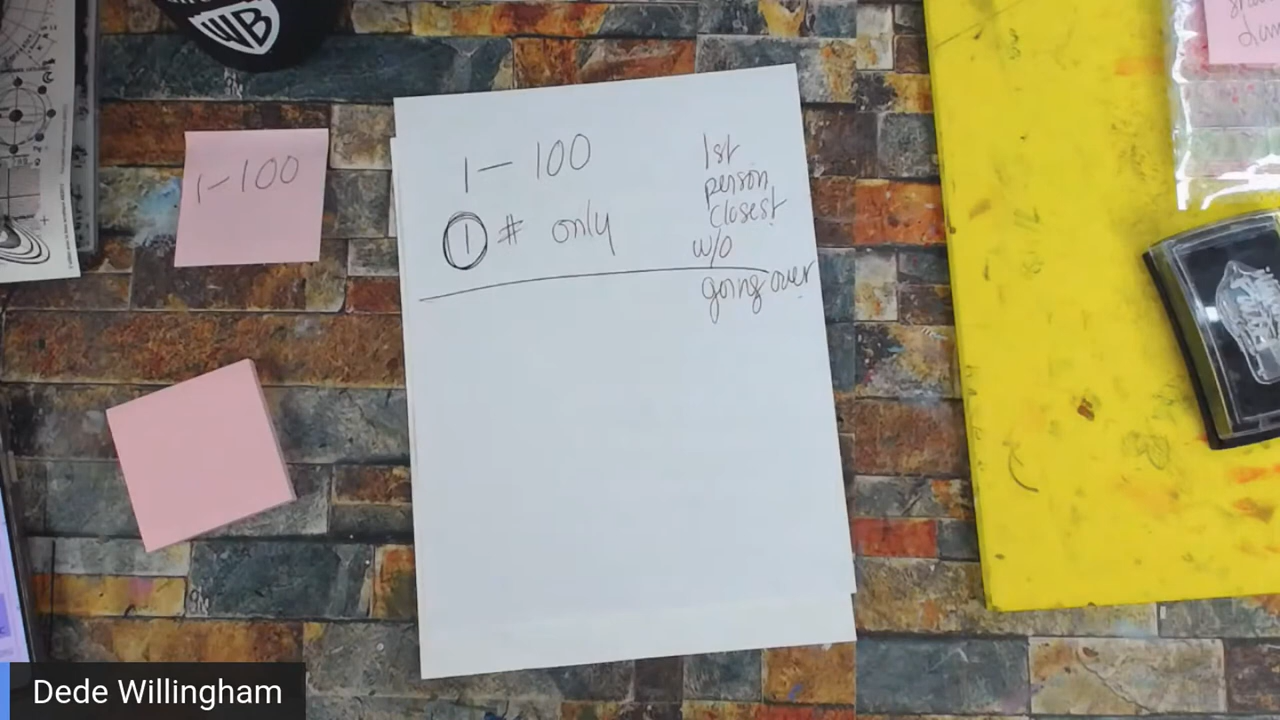 WB
1-100
1- 100
1 # only
1st
person
closest
w/o
going over
Dede Willingham